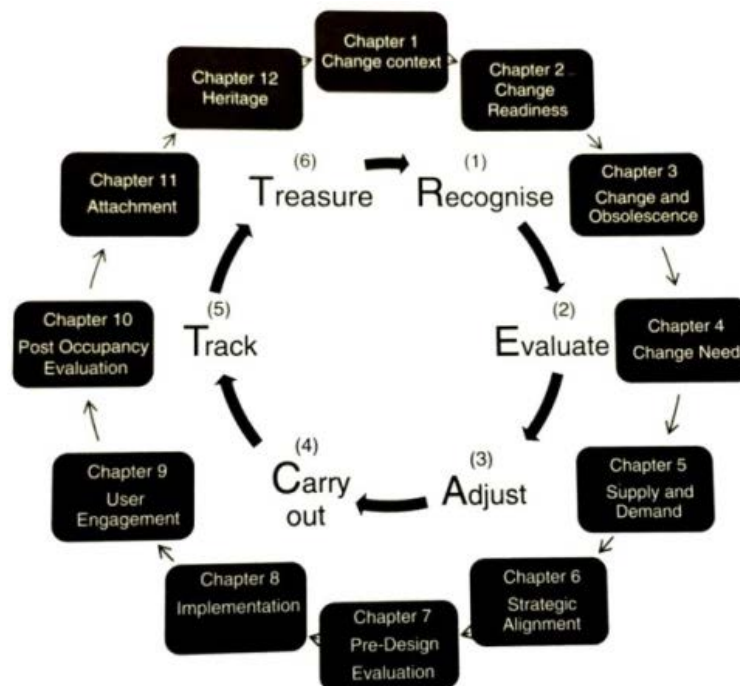 Chapter 1
Change context
Chapter 2
Change
Readiness
Chapter 3
Change and
Obsolescence
Chapter 4
Change Need
Chapter 5
Supply and
Demand
Chapter 6
Strategic
Alignment
Chapter 7
Pre-Design
Evaluation
Chapter 8
Implementation
Chapter 9
User
Engagement
Chapter 10
Post Occupancy
Evaluation
Chapter 11
Attachment
Chapter 12
Heritage
(1)
Recognise
(2)
Evaluate
(3)
Adjust
(4)
Carry
out
(5)
Track
(6)
Treasure